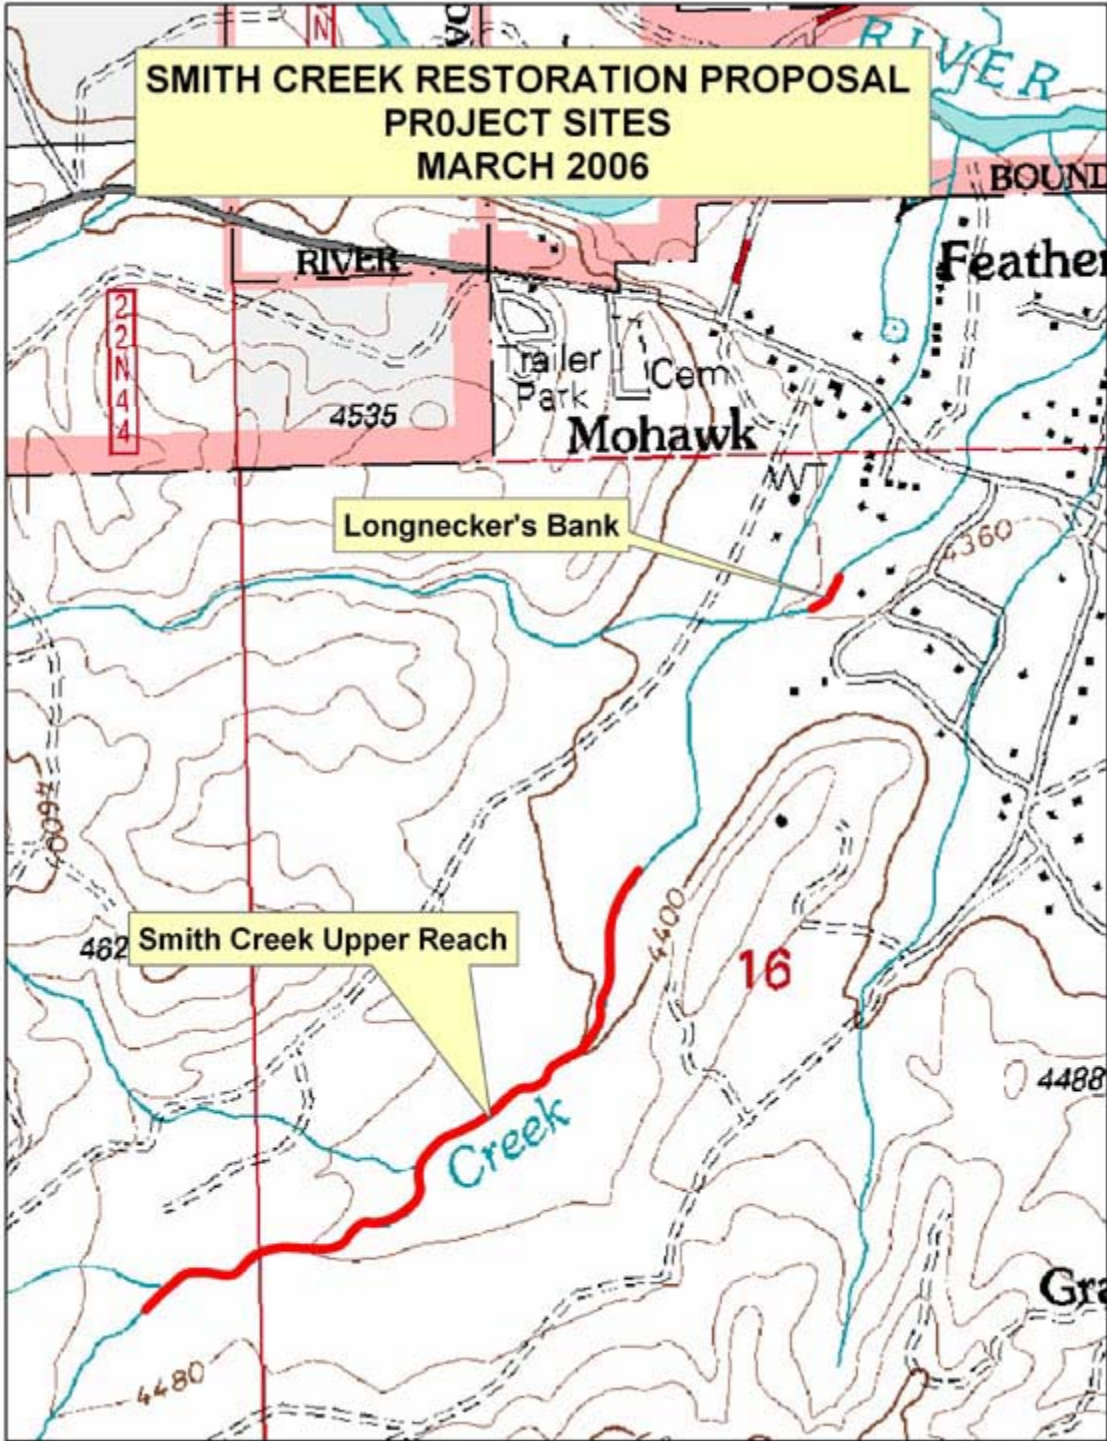 N
DA
RIVER
SMITH CREEK RESTORATION PROPOSAL
PR0JECT SITES
MARCH 2006
BOUND
RIVER
Feather
22N44
4535
Trailer
Park
Cem
Mohawk
WT
Longnecker's Bank
4360
4600
462
Smith Creek Upper Reach
4400
16
4488
Creek
Gra
4480